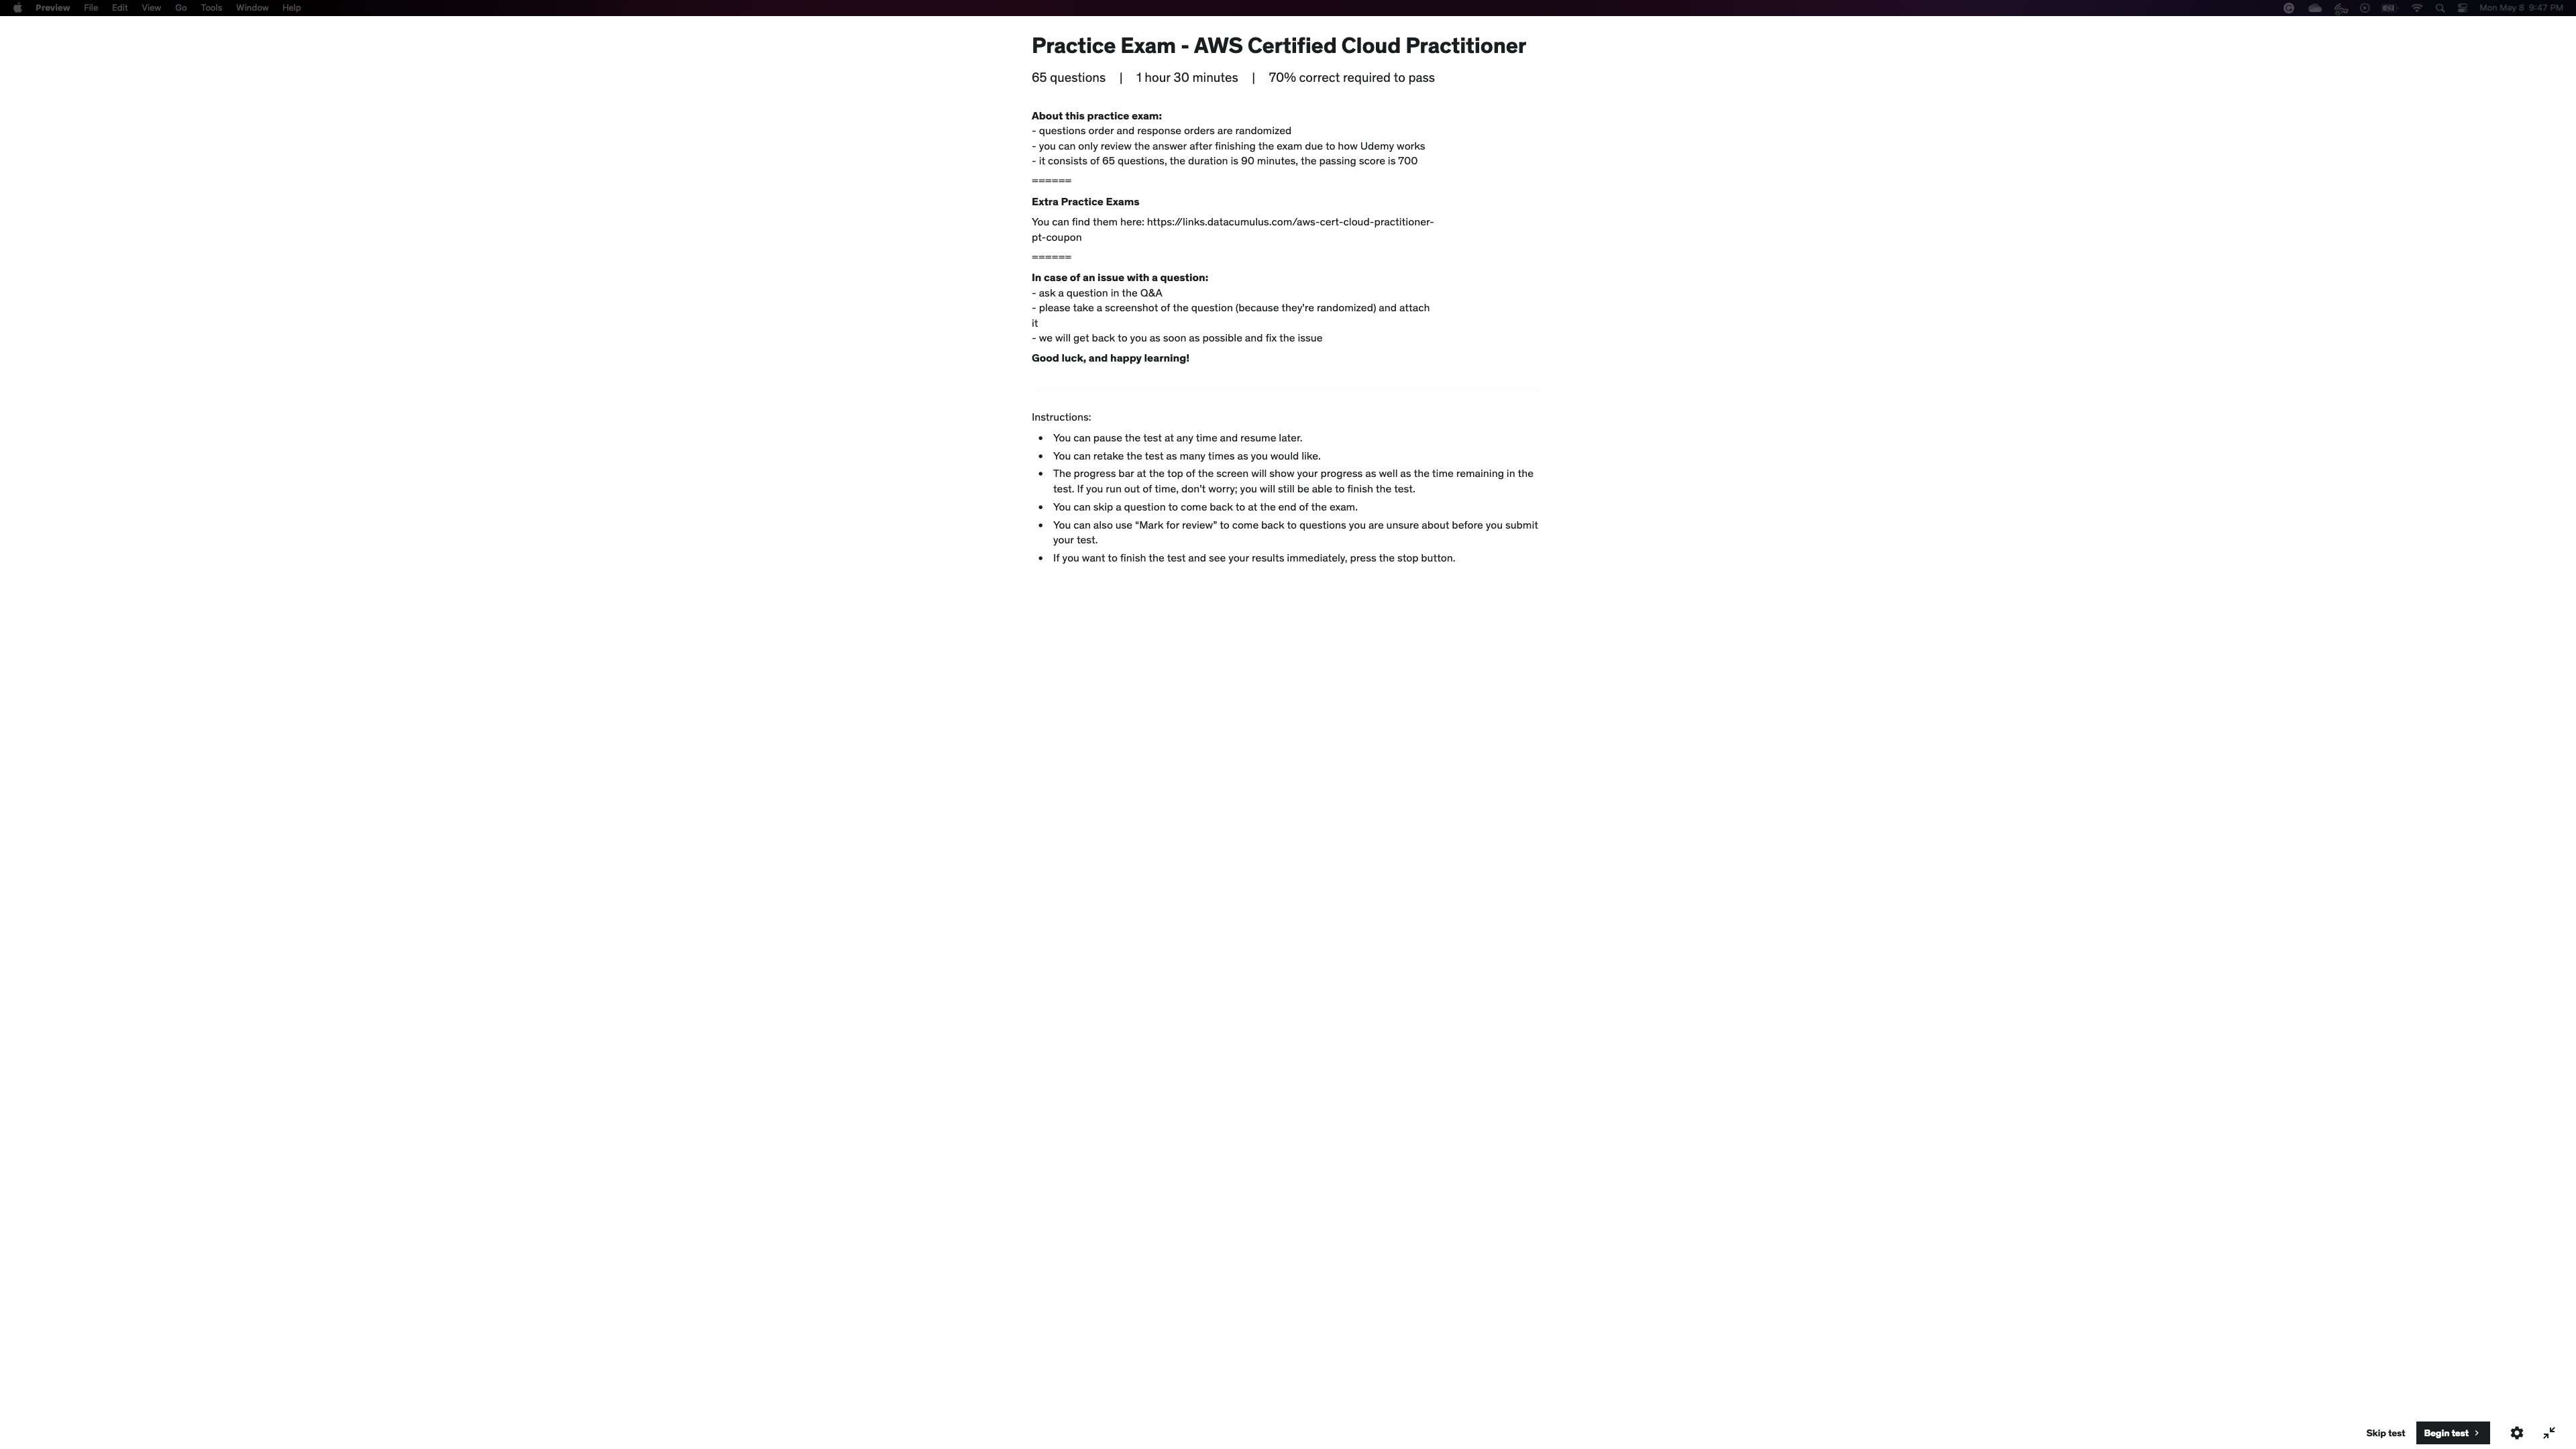 Preview File Edit View Go Tools Window Help Mon May 8 9:47 PM
Practice Exam - AWS Certified Cloud Practitioner
65 questions | 1 hour 30 minutes | 70% correct required to pass
About this practice exam:
- questions order and response orders are randomized
- you can only review the answer after finishing the exam due to how Udemy works
- it consists of 65 questions, the duration is 90 minutes, the passing score is 700
======
Extra Practice Exams
You can find them here: https://links.datacumulus.com/aws-cert-cloud-practitioner-
pt-coupon
======
In case of an issue with a question:
- ask a question in the Q&A
- please take a screenshot of the question (because they're randomized) and attach
it
- we will get back to you as soon as possible and fix the issue
Good luck, and happy learning!
Instructions:
• You can pause the test at any time and resume later.
• You can retake the test as many times as you would like.
• The progress bar at the top of the screen will show your progress as well as the time remaining in the
test. If you run out of time, don't worry; you will still be able to finish the test.
• You can skip a question to come back to at the end of the exam.
• You can also use “Mark for review” to come back to questions you are unsure about before you submit
your test.
• If you want to finish the test and see your results immediately, press the stop button.
Skip test Begin test